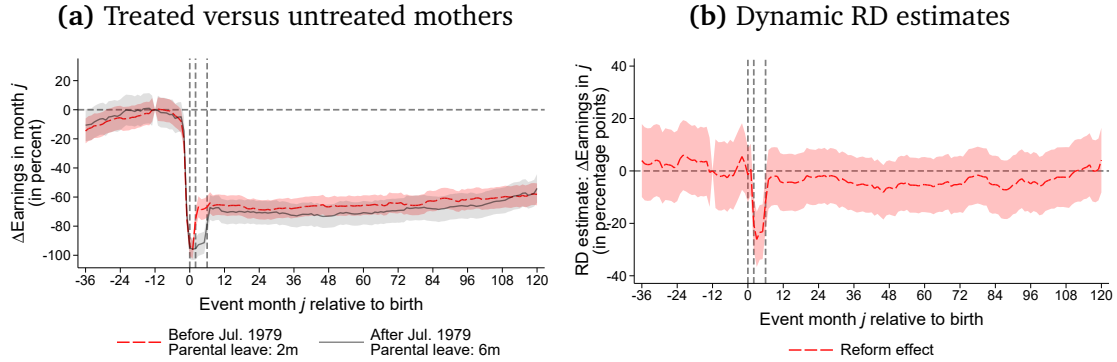 (a) Treated versus untreated mothers
ΔEarnings in month j
(in percent)
20
0
-20
-40
-60
-80
-100
-36 -24 -12 0 12 24 36 48 60 72 84 96 108 120
Event month j relative to birth
Before Jul. 1979
Parental leave: 2m
After Jul. 1979
Parental leave: 6m
(b) Dynamic RD estimates
RD estimate: ΔEarnings in j
(in percentage points)
20
0
-20
-40
-36 -24 -12 0 12 24 36 48 60 72 84 96 108 120
Event month j relative to birth
Reform effect